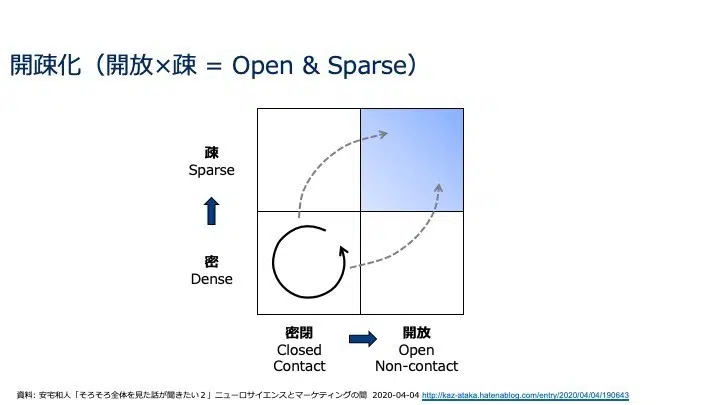 開疎化（開放×疎 = Open & Sparse）
疎
Sparse
密
Dense
密閉
Closed
Contact
開放
Open
Non-contact
資料: 安宅和人「そろそろ全体を見た話が聞きたい２」ニューロサイエンスとマーケティングの間 2020-04-04 http://kaz-ataka.hatenablog.com/entry/2020/04/04/190643